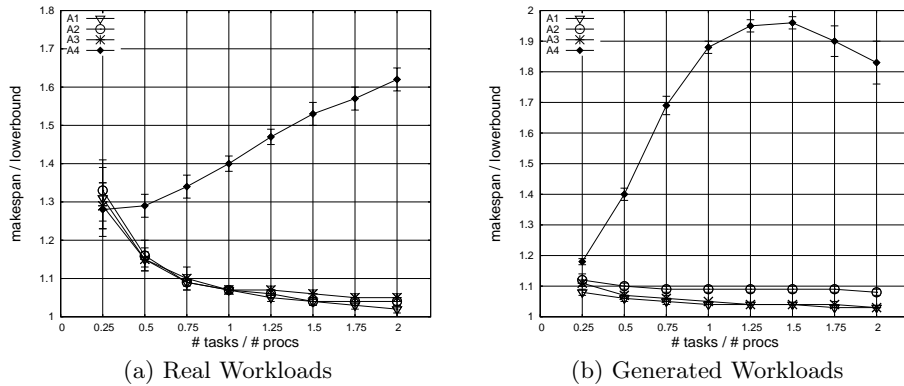 1.8
1.7
1.6
1.5
1.4
1.3
1.2
1.1
1
makespan / lowerbound
A1
A2
A3
A4
0 0.25 0.5 0.75 1 1.25 1.5 1.75 2
# tasks / # procs
(a) Real Workloads
2
1.9
1.8
1.7
1.6
1.5
1.4
1.3
1.2
1.1
1
makespan / lowerbound
A1
A2
A3
A4
0 0.25 0.5 0.75 1 1.25 1.5 1.75 2
# tasks / # procs
(b) Generated Workloads